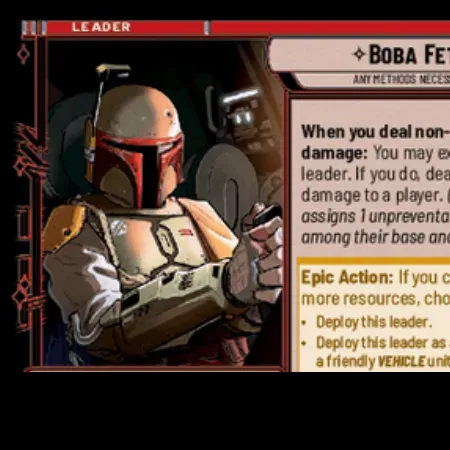 LEADER
BOBA FET
ANY METHODS NECESS
When you deal non-
damage: You may ex
leader. If you do, dea
damage to a player. (
assigns 1 unpreventa
among their base and
Epic Action: If you c
more resources, cho
• Deploy this leader.
• Deploy this leader as
a friendly VEHICLE unit